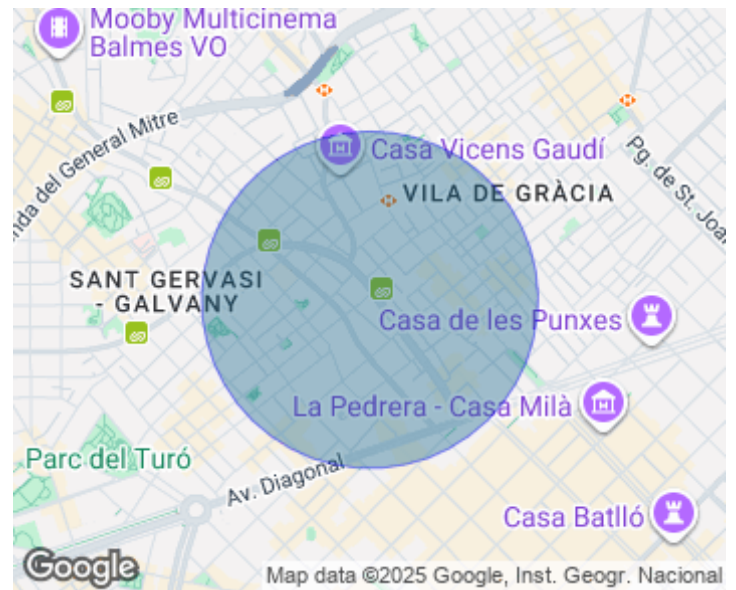 Mooby Multicinema
Balmes VO
nda del General Mitre
Casa Vicens Gaudí
Pg. de St. Joa
VILA DE GRÀCIA
SANT GERVASI
- GALVANY
Casa de les Punxes
La Pedrera - Casa Milà
Parc del Turó
Av. Diagonal
Casa Batlló
Google
Map data ©2025 Google, Inst. Geogr. Nacional